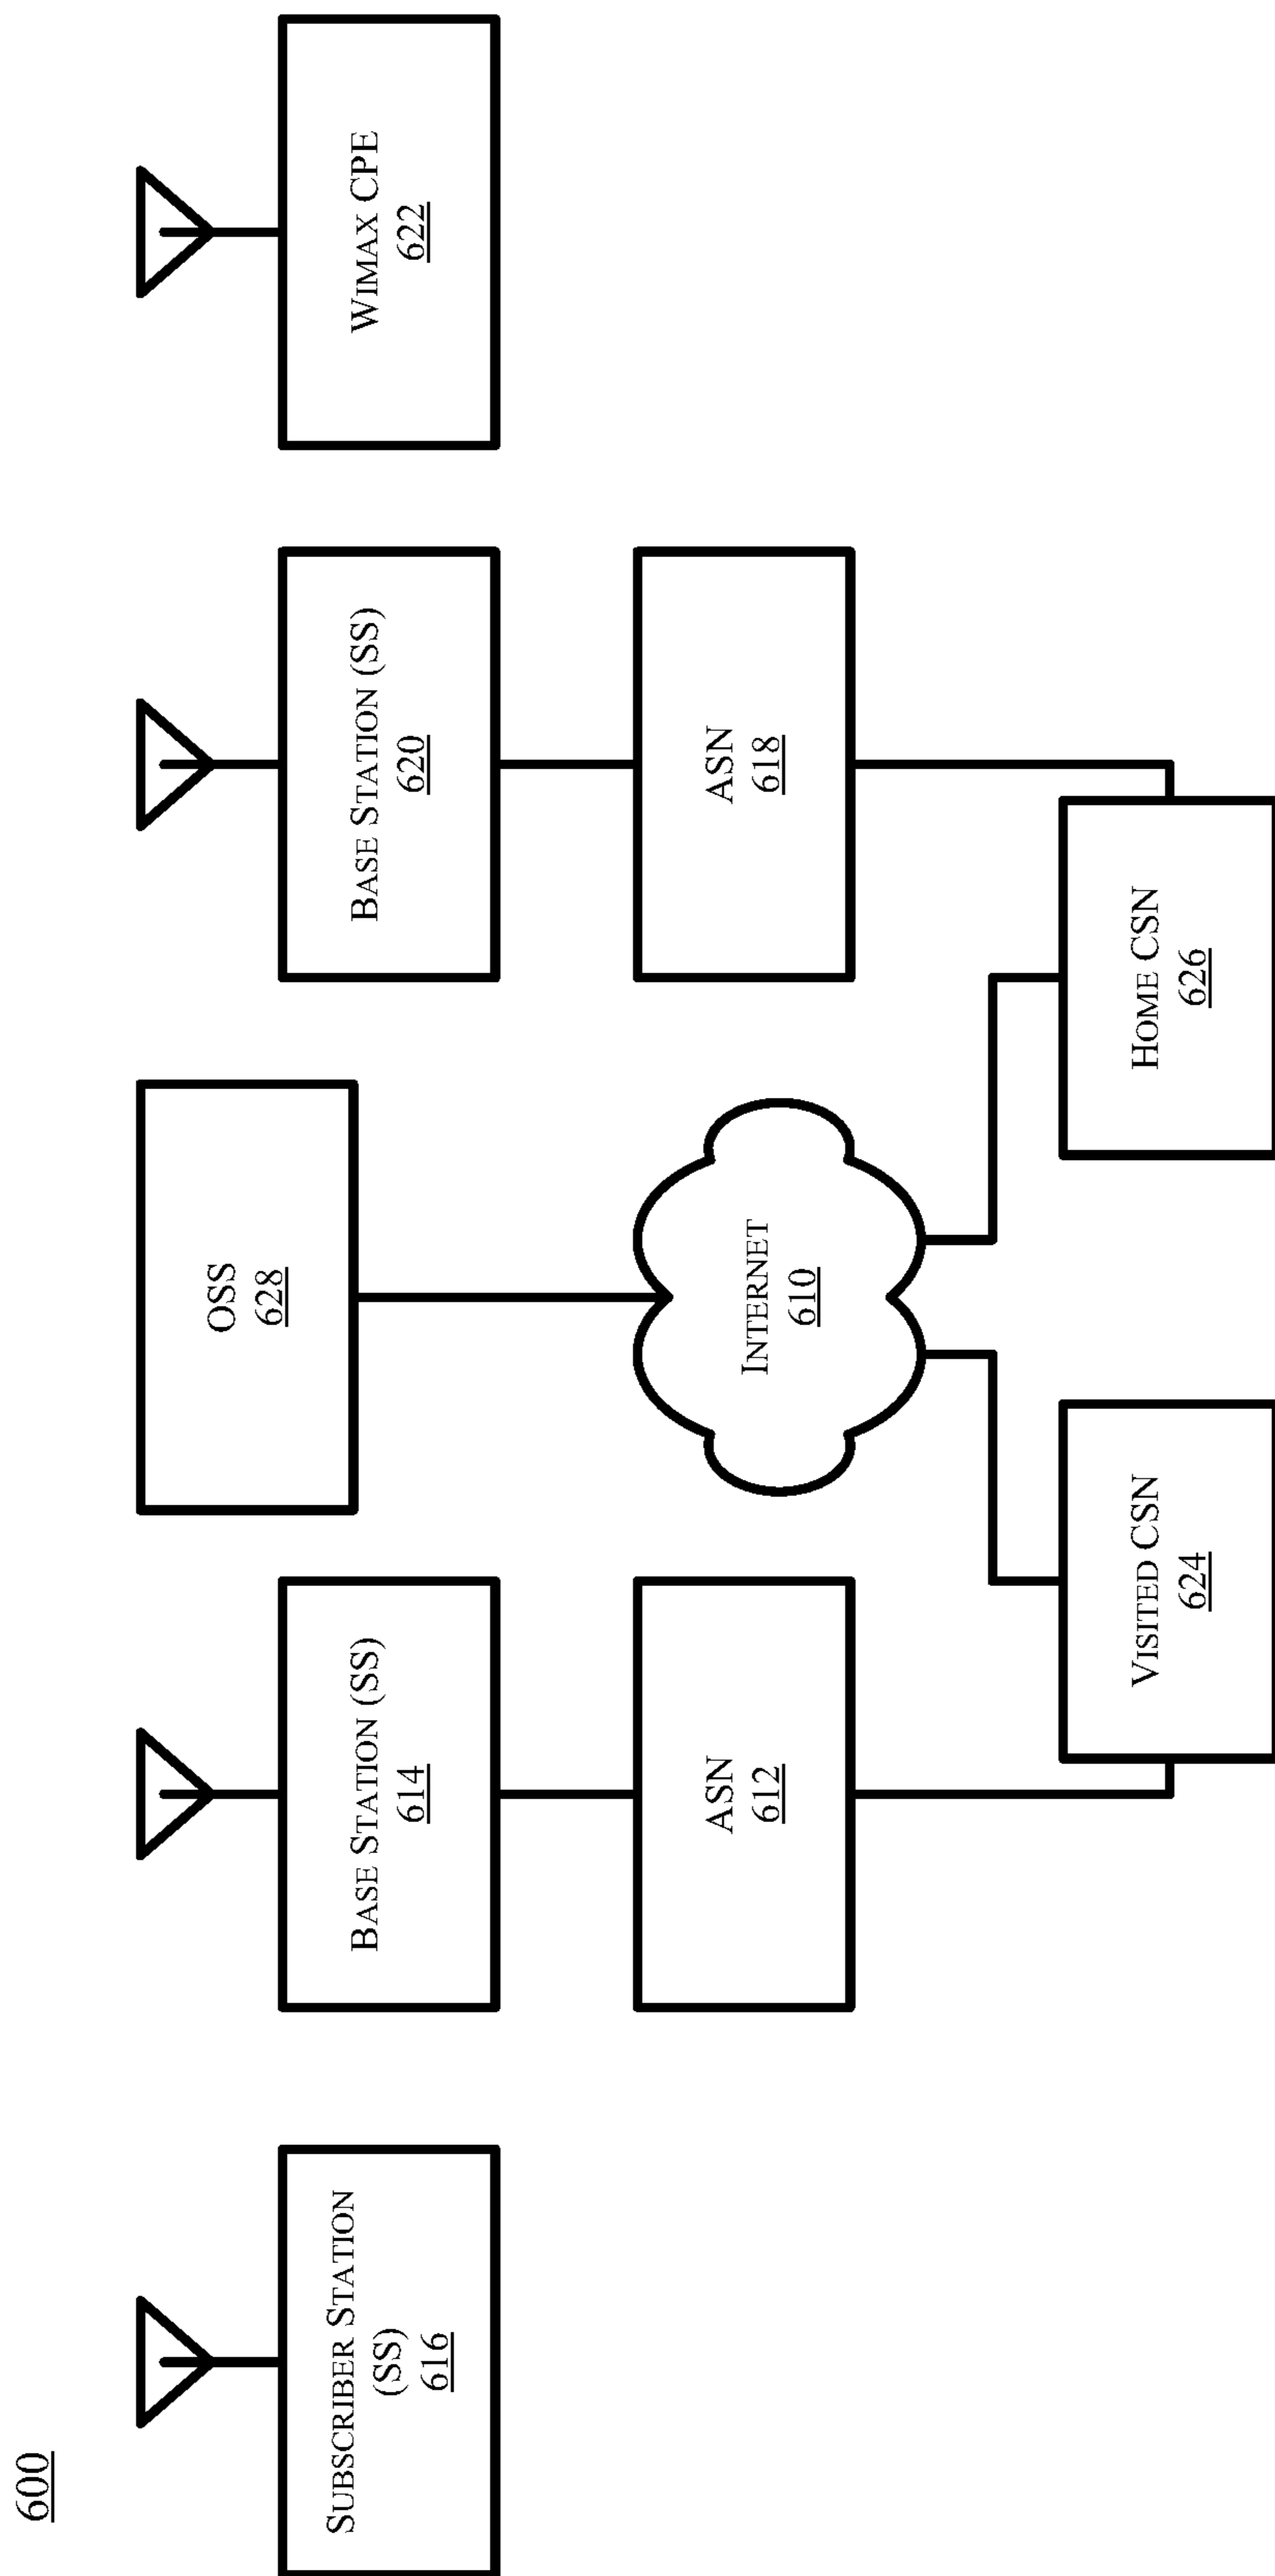 600
SUBSCRIBER STATION
(SS)
616
BASE STATION (SS)
614
OSS
628
BASE STATION (SS)
620
WIMAX CPE
622
ASN
612
INTERNET
610
ASN
618
VISITED CSN
624
HOME CSN
626